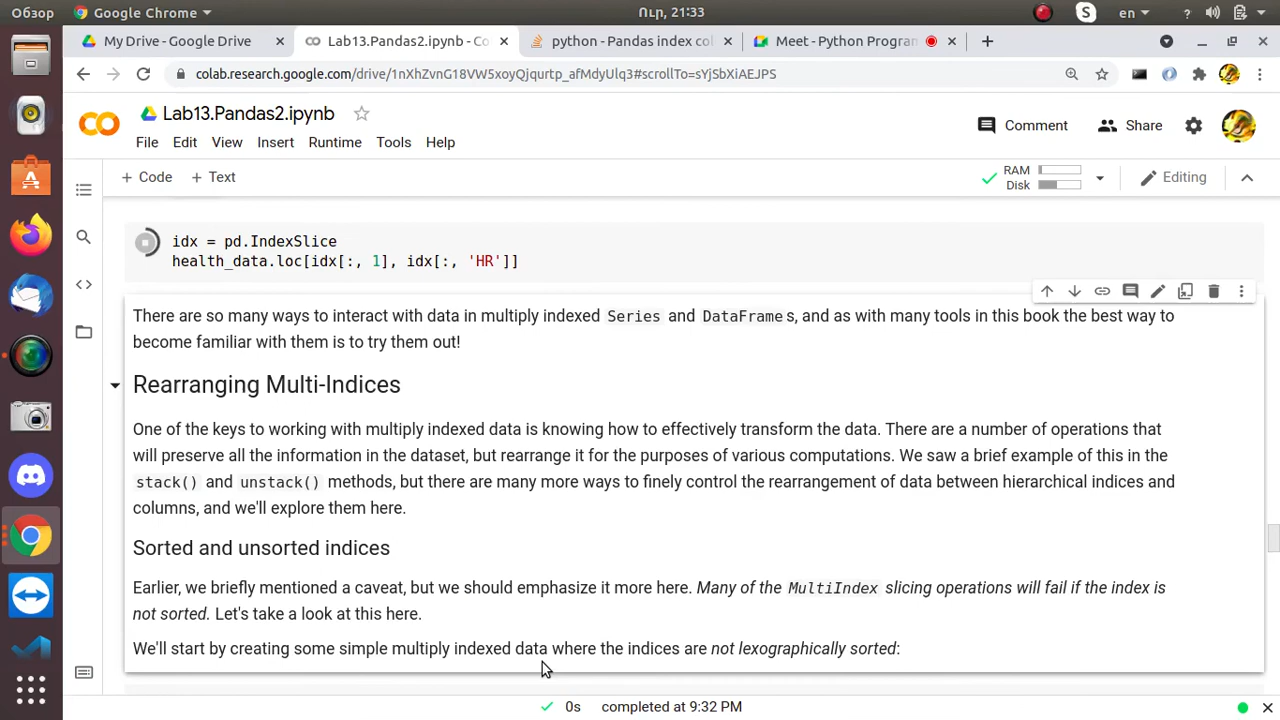 Обзор
Google Chrome
Ուր, 21:33
en
My Drive - Google Drive
Lab13.Pandas2.ipynb - Co
python - Pandas index col
Meet - Python Program
colab.research.google.com/drive/1nXhZvnG18VW5xoyQjqurtp_afMdyUlq3#scrollTo=sYjSbXiAEJPS
Lab13.Pandas2.ipynb
Comment
Share
File Edit View Insert Runtime Tools Help
+ Code + Text
RAM
Disk
Editing
idx = pd.IndexSlice
health_data.loc[idx[:, 1], idx[:, 'HR']]
There are so many ways to interact with data in multiply indexed Series and DataFrame s, and as with many tools in this book the best way to
become familiar with them is to try them out!
Rearranging Multi-Indices
One of the keys to working with multiply indexed data is knowing how to effectively transform the data. There are a number of operations that
will preserve all the information in the dataset, but rearrange it for the purposes of various computations. We saw a brief example of this in the
stack() and unstack() methods, but there are many more ways to finely control the rearrangement of data between hierarchical indices and
columns, and we'll explore them here.
Sorted and unsorted indices
Earlier, we briefly mentioned a caveat, but we should emphasize it more here. Many of the MultiIndex slicing operations will fail if the index is
not sorted. Let's take a look at this here.
We'll start by creating some simple multiply indexed data where the indices are not lexographically sorted:
0s completed at 9:32 PM